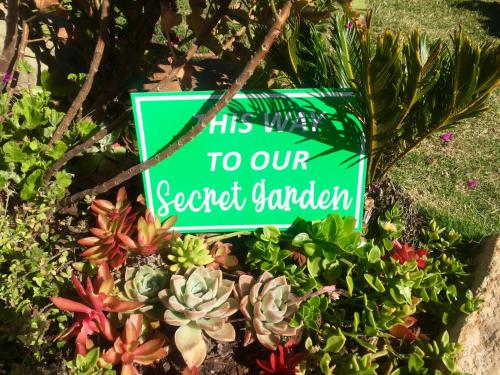 THIS WAY
TO OUR
Secret Garden